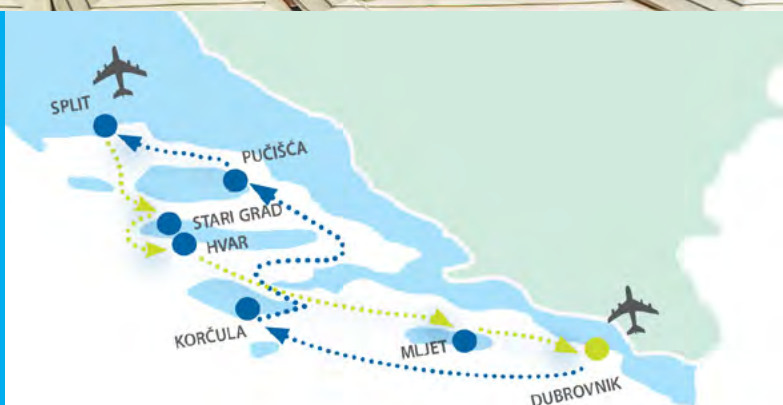 SPLIT
PUČIŠĆA
STARI GRAD
HVAR
KORČULA
MLJET
DUBROVNIK